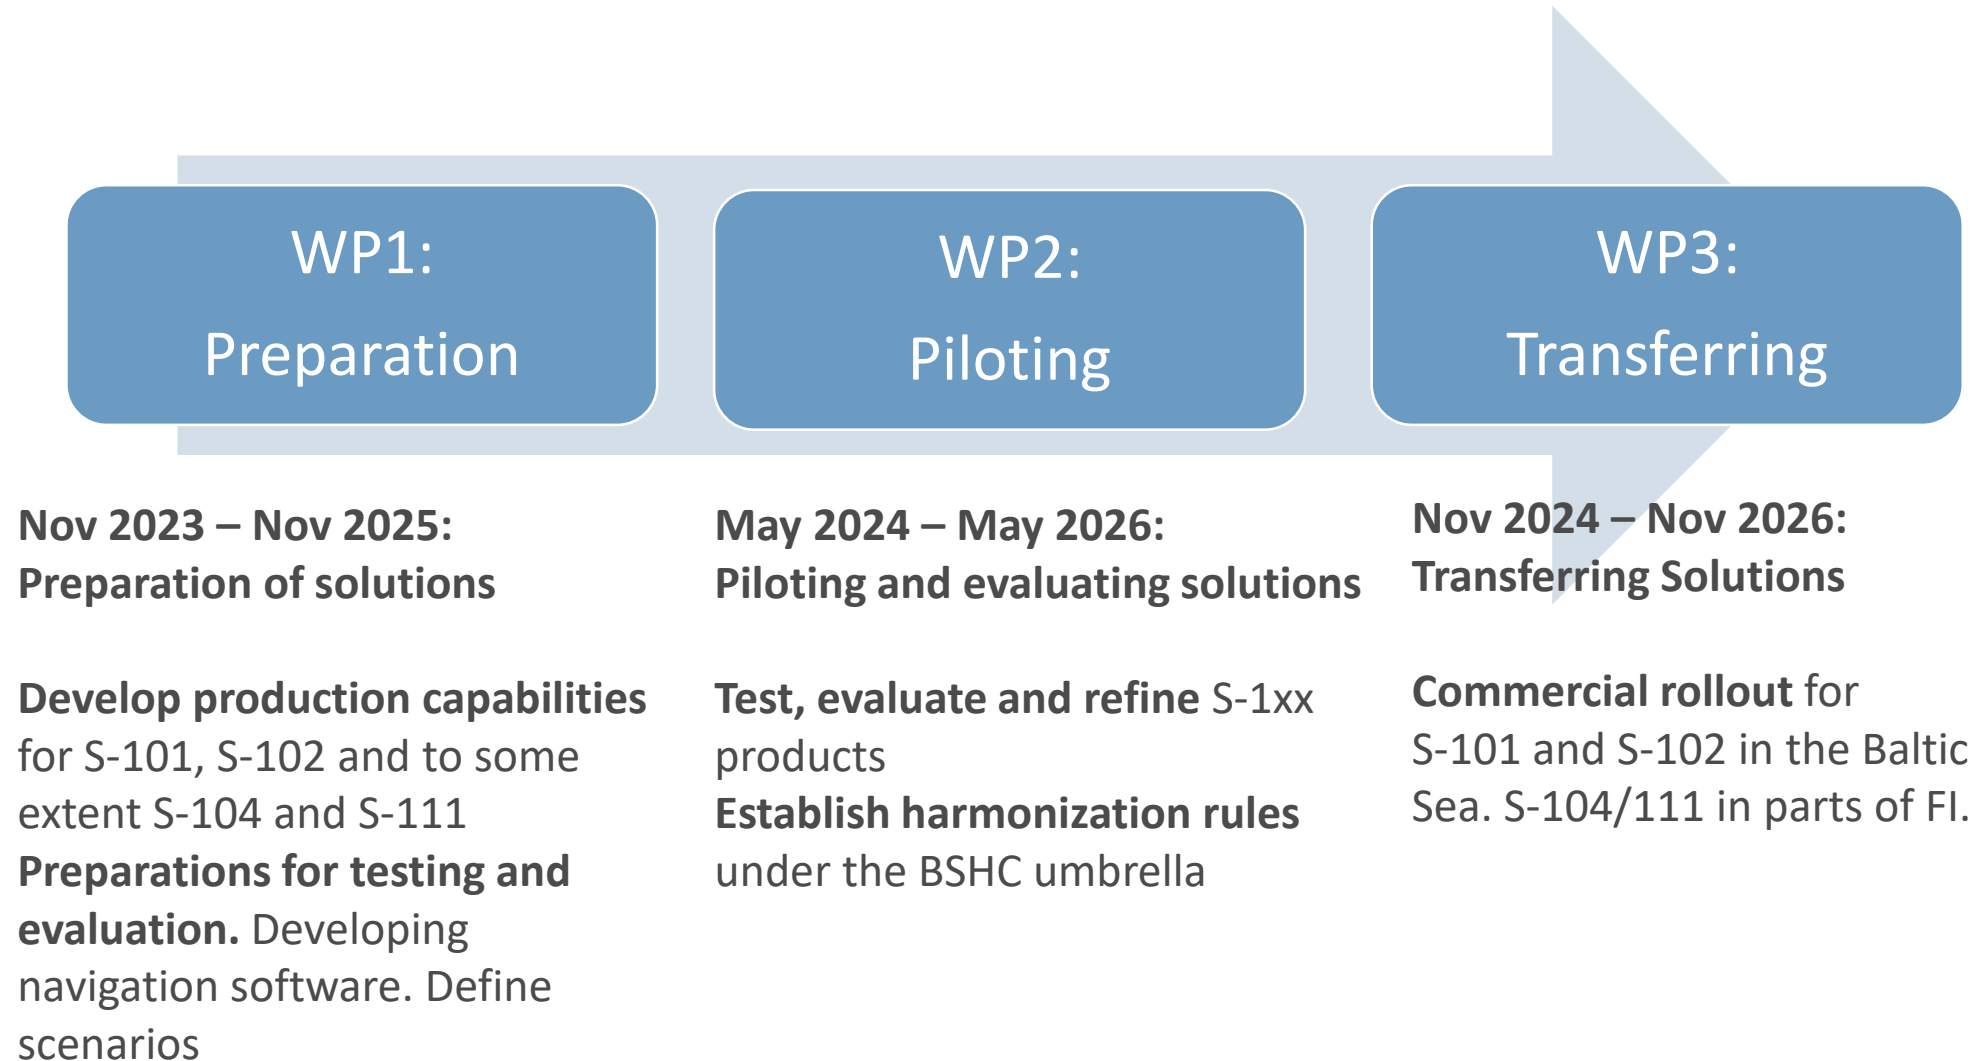 WP1:
Preparation
WP2:
Piloting
WP3:
Transferring
Nov 2023 – Nov 2025:
Preparation of solutions
Develop production capabilities
for S-101, S-102 and to some
extent S-104 and S-111
Preparations for testing and
evaluation. Developing
navigation software. Define
scenarios
May 2024 – May 2026:
Piloting and evaluating solutions
Test, evaluate and refine S-1xx
products
Establish harmonization rules
under the BSHC umbrella
Nov 2024 – Nov 2026:
Transferring Solutions
Commercial rollout for
S-101 and S-102 in the Baltic
Sea. S-104/111 in parts of FI.